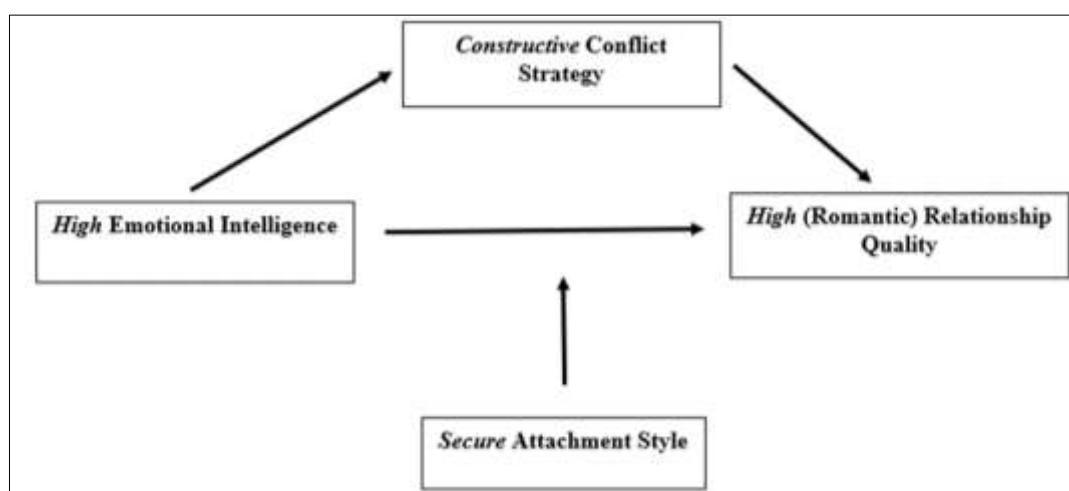 Constructive Conflict
Strategy
High Emotional Intelligence
High (Romantic) Relationship
Quality
Secure Attachment Style